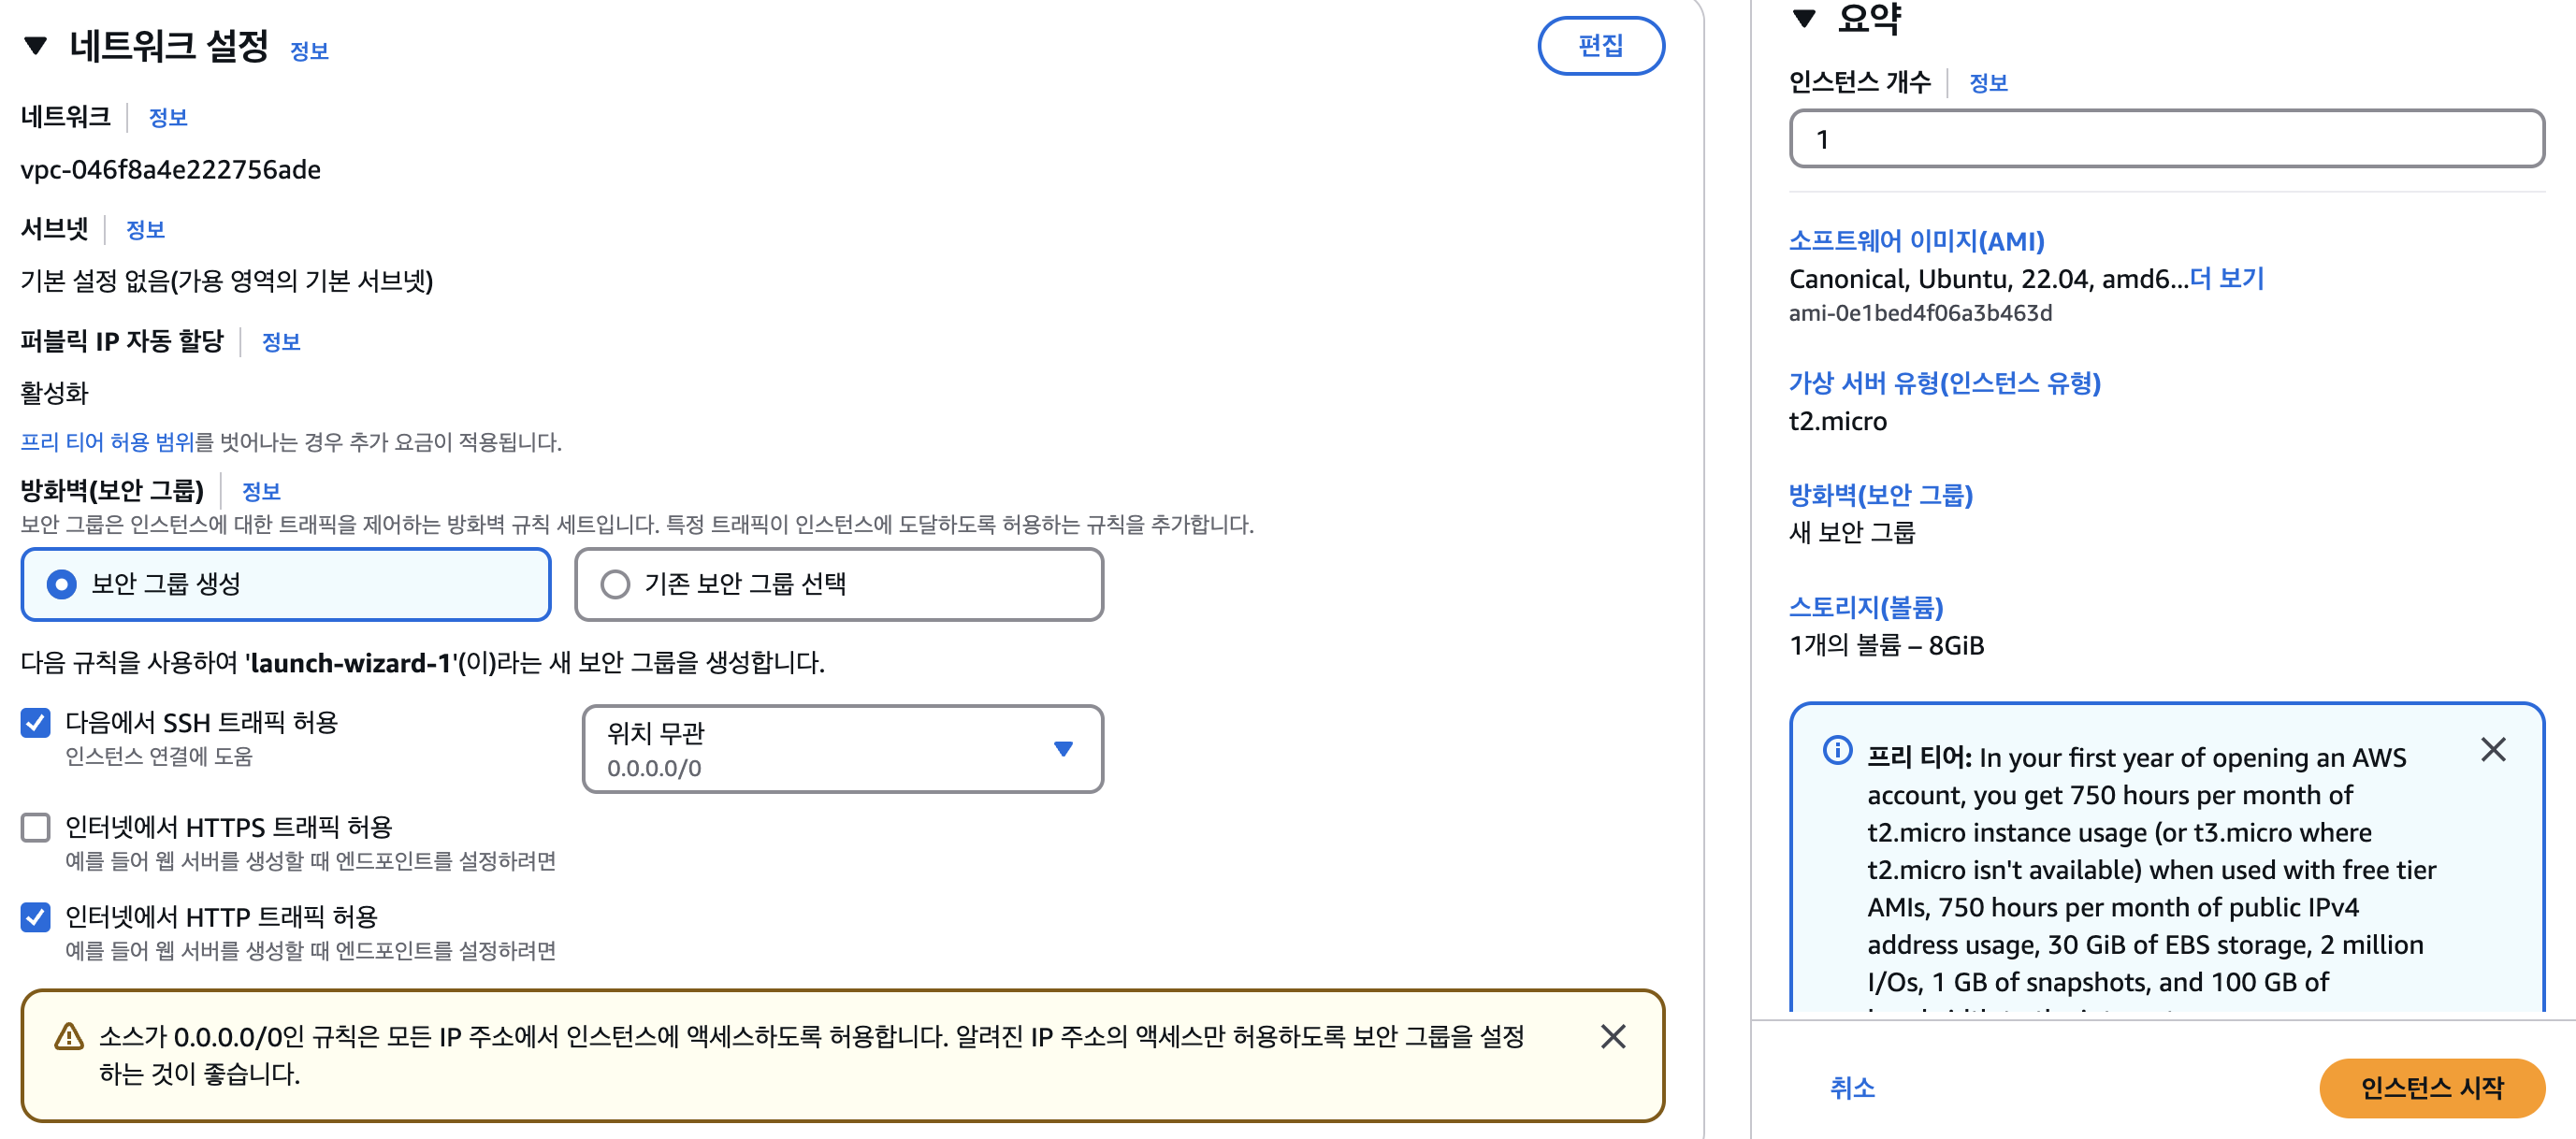 네트워크 설정 정보
편집
네트워크 정보
vpc-046f8a4e222756ade
서브넷 정보
기본 설정 없음(가용 영역의 기본 서브넷)
퍼블릭 IP 자동 할당 정보
활성화
프리 티어 허용 범위를 벗어나는 경우 추가 요금이 적용됩니다.
방화벽(보안 그룹) 정보
보안 그룹은 인스턴스에 대한 트래픽을 제어하는 방화벽 규칙 세트입니다. 특정 트래픽이 인스턴스에 도달하도록 허용하는 규칙을 추가합니다.
보안 그룹 생성
기존 보안 그룹 선택
다음 규칙을 사용하여 'launch-wizard-1'(이)라는 새 보안 그룹을 생성합니다.
다음에서 SSH 트래픽 허용
인스턴스 연결에 도움
위치 무관
0.0.0.0/0
인터넷에서 HTTPS 트래픽 허용
예를 들어 웹 서버를 생성할 때 엔드포인트를 설정하려면
인터넷에서 HTTP 트래픽 허용
예를 들어 웹 서버를 생성할 때 엔드포인트를 설정하려면
소스가 0.0.0.0/0인 규칙은 모든 IP 주소에서 인스턴스에 액세스하도록 허용합니다. 알려진 IP 주소의 액세스만 허용하도록 보안 그룹을 설정
하는 것이 좋습니다.
요약
인스턴스 개수 정보
1
소프트웨어 이미지(AMI)
Canonical, Ubuntu, 22.04, amd6...더 보기
ami-0e1bed4f06a3b463d
가상 서버 유형(인스턴스 유형)
t2.micro
방화벽(보안 그룹)
새 보안 그룹
스토리지(볼륨)
1개의 볼륨 – 8GiB
프리 티어: In your first year of opening an AWS
account, you get 750 hours per month of
t2.micro instance usage (or t3.micro where
t2.micro isn't available) when used with free tier
AMIs, 750 hours per month of public IPv4
address usage, 30 GiB of EBS storage, 2 million
I/Os, 1 GB of snapshots, and 100 GB of
취소
인스턴스 시작